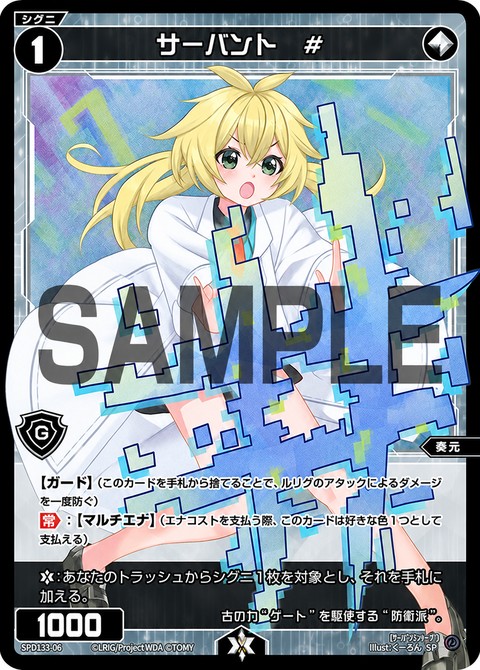 シグニ
1
サーバント #
SAMPLE
G
奏元
【ガード】(このカードを手札から捨てることで、ルリグのアタックによるダメージ
を一度防ぐ)
常:【マルチエナ】(エナコストを支払う際、このカードは好きな色1つとして
支払える)
:あなたのトラッシュからシグニ1枚を対象とし、それを手札に
加える。
古の力“ゲート”を駆使する“防衛派”。
1000
SPD133-06 ©LRIG/Project WDA ©TOMY
Illust:くーろん SP